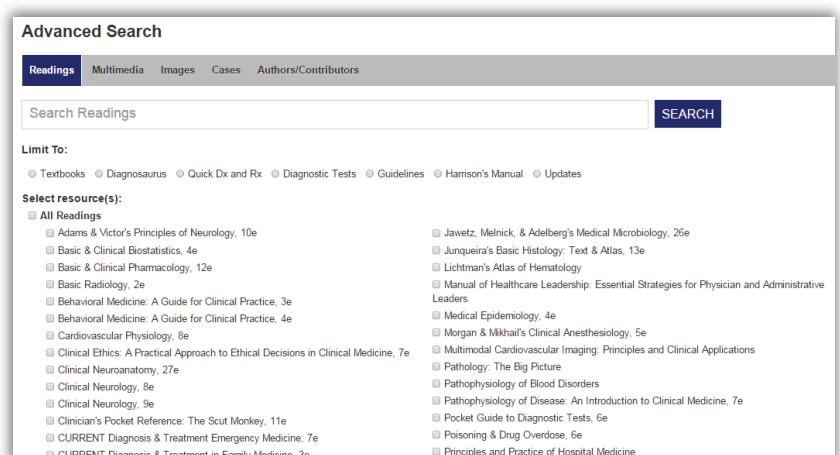 Advanced Search
Readings Multimedia Images Cases Authors/Contributors
Search Readings
SEARCH
Limit To:
Textbooks Diagnosaurus Quick Dx and Rx Diagnostic Tests Guidelines Harrison's Manual Updates
Select resource(s):
All Readings
Adams & Victor's Principles of Neurology, 10e
Basic & Clinical Biostatistics, 4e
Basic & Clinical Pharmacology, 12e
Basic Radiology, 2e
Behavioral Medicine: A Guide for Clinical Practice, 3e
Behavioral Medicine: A Guide for Clinical Practice, 4e
Cardiovascular Physiology, 8e
Clinical Ethics: A Practical Approach to Ethical Decisions in Clinical Medicine, 7e
Clinical Neuroanatomy, 27e
Clinical Neurology, 8e
Clinical Neurology, 9e
Clinician's Pocket Reference: The Scut Monkey, 11e
CURRENT Diagnosis & Treatment Emergency Medicine, 7e
CURRENT Diagnosis & Treatment in Family Medicine, 3e
Jawetz, Melnick, & Adelberg's Medical Microbiology, 26e
Junqueira's Basic Histology: Text & Atlas, 13e
Lichtman's Atlas of Hematology
Manual of Healthcare Leadership: Essential Strategies for Physician and Administrative
Leaders
Medical Epidemiology, 4e
Morgan & Mikhail's Clinical Anesthesiology, 5e
Multimodal Cardiovascular Imaging: Principles and Clinical Applications
Pathology: The Big Picture
Pathophysiology of Blood Disorders
Pathophysiology of Disease: An Introduction to Clinical Medicine, 7e
Pocket Guide to Diagnostic Tests, 6e
Poisoning & Drug Overdose, 6e
Principles and Practice of Hospital Medicine